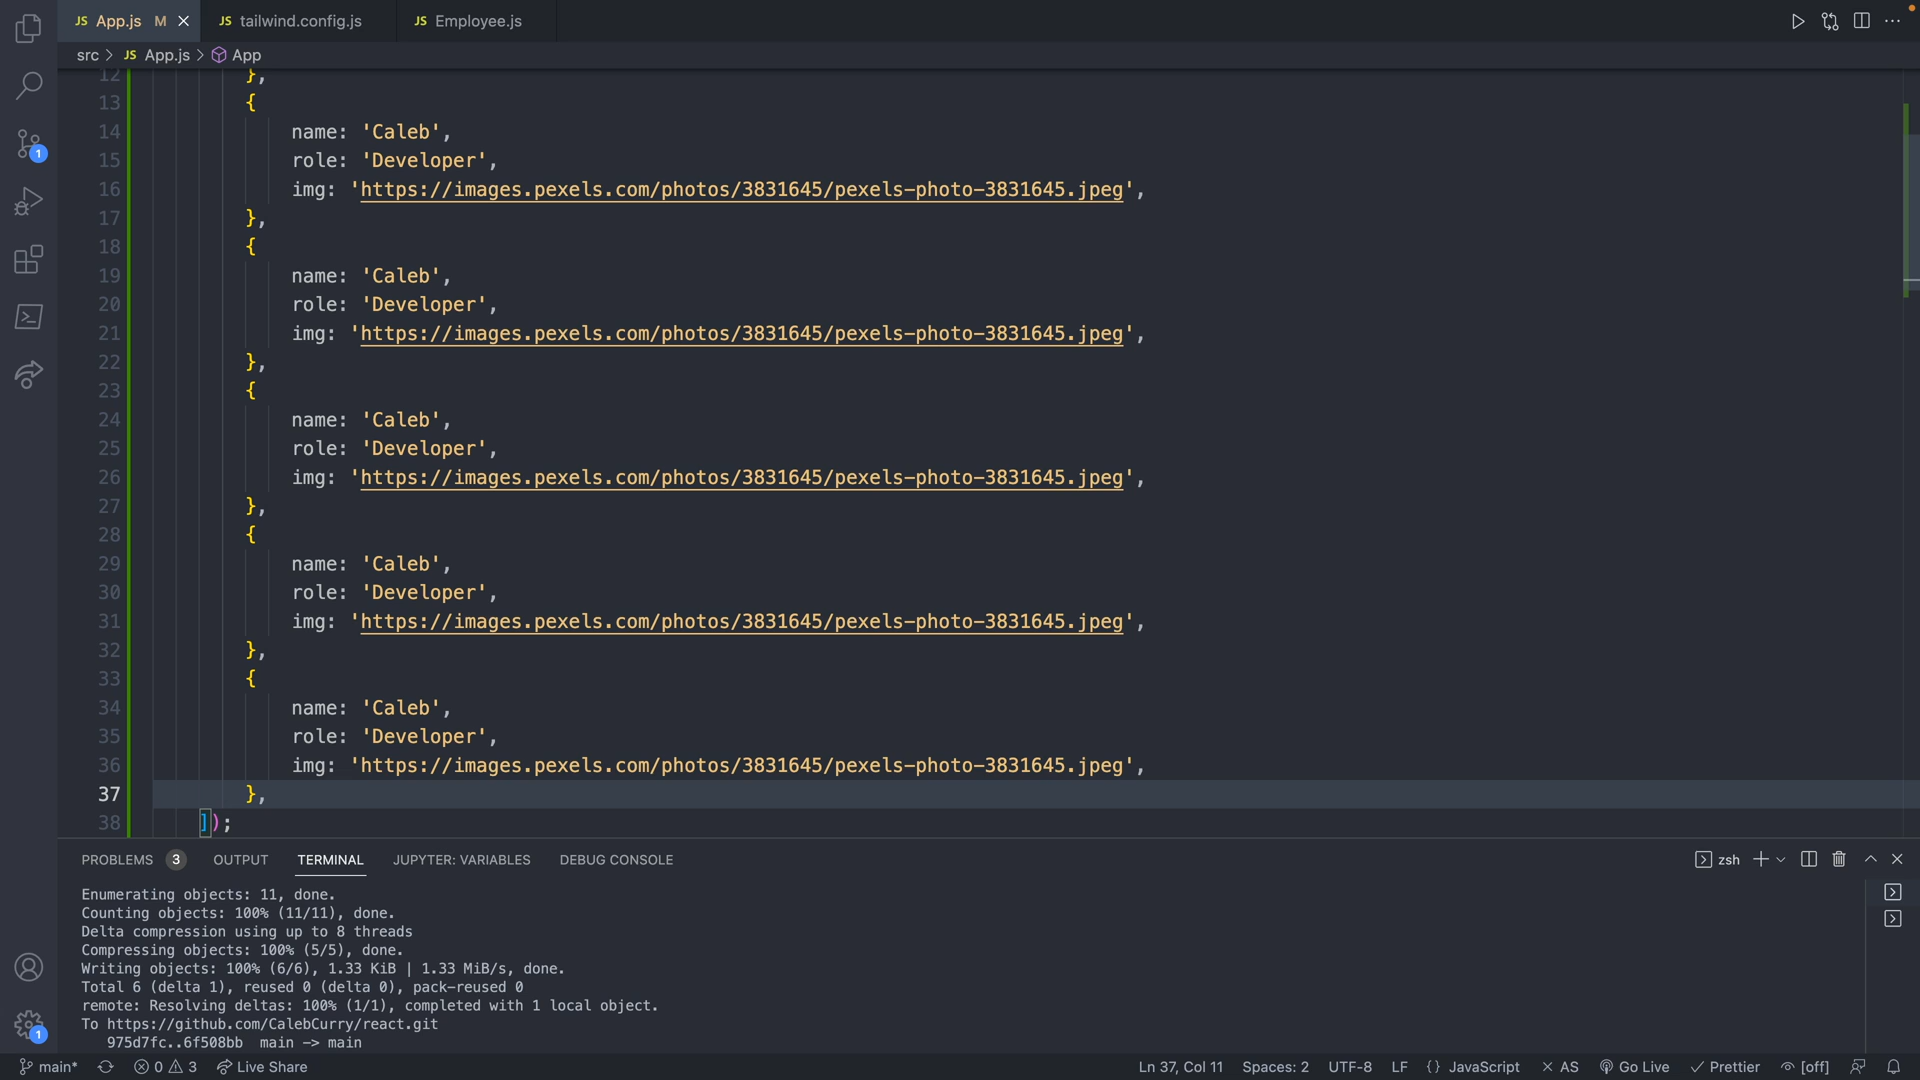 JS App.js M
JS tailwind.config.js
JS Employee.js
src > JS App.js > App
12 },
13 {
14 name: 'Caleb',
15 role: 'Developer',
16 img: 'https://images.pexels.com/photos/3831645/pexels-photo-3831645.jpeg',
17 },
18 {
19 name: 'Caleb',
20 role: 'Developer',
21 img: 'https://images.pexels.com/photos/3831645/pexels-photo-3831645.jpeg',
22 },
23 {
24 name: 'Caleb',
25 role: 'Developer',
26 img: 'https://images.pexels.com/photos/3831645/pexels-photo-3831645.jpeg',
27 },
28 {
29 name: 'Caleb',
30 role: 'Developer',
31 img: 'https://images.pexels.com/photos/3831645/pexels-photo-3831645.jpeg',
32 },
33 {
34 name: 'Caleb',
35 role: 'Developer',
36 img: 'https://images.pexels.com/photos/3831645/pexels-photo-3831645.jpeg',
37 },
38 ]);
1
1
PROBLEMS 3 OUTPUT TERMINAL JUPYTER: VARIABLES DEBUG CONSOLE zsh
Enumerating objects: 11, done.
Counting objects: 100% (11/11), done.
Delta compression using up to 8 threads
Compressing objects: 100% (5/5), done.
Writing objects: 100% (6/6), 1.33 KiB | 1.33 MiB/s, done.
Total 6 (delta 1), reused 0 (delta 0), pack-reused 0
remote: Resolving deltas: 100% (1/1), completed with 1 local object.
To https://github.com/CalebCurry/react.git
975d7fc..6f508bb main -> main
main* 0 3 Live Share Ln 37, Col 11 Spaces: 2 UTF-8 LF {} JavaScript AS Go Live Prettier [off]